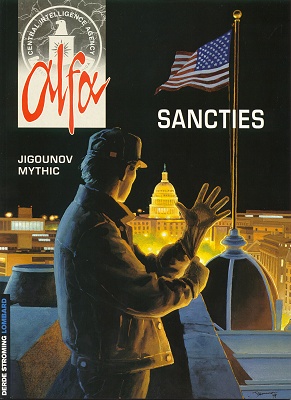 CENTRAL INTELLIGENCE AGENCY
alfa
SANCTIES
JIGOUNOV
MYTHIC
DERDE STROMING LOMBARD